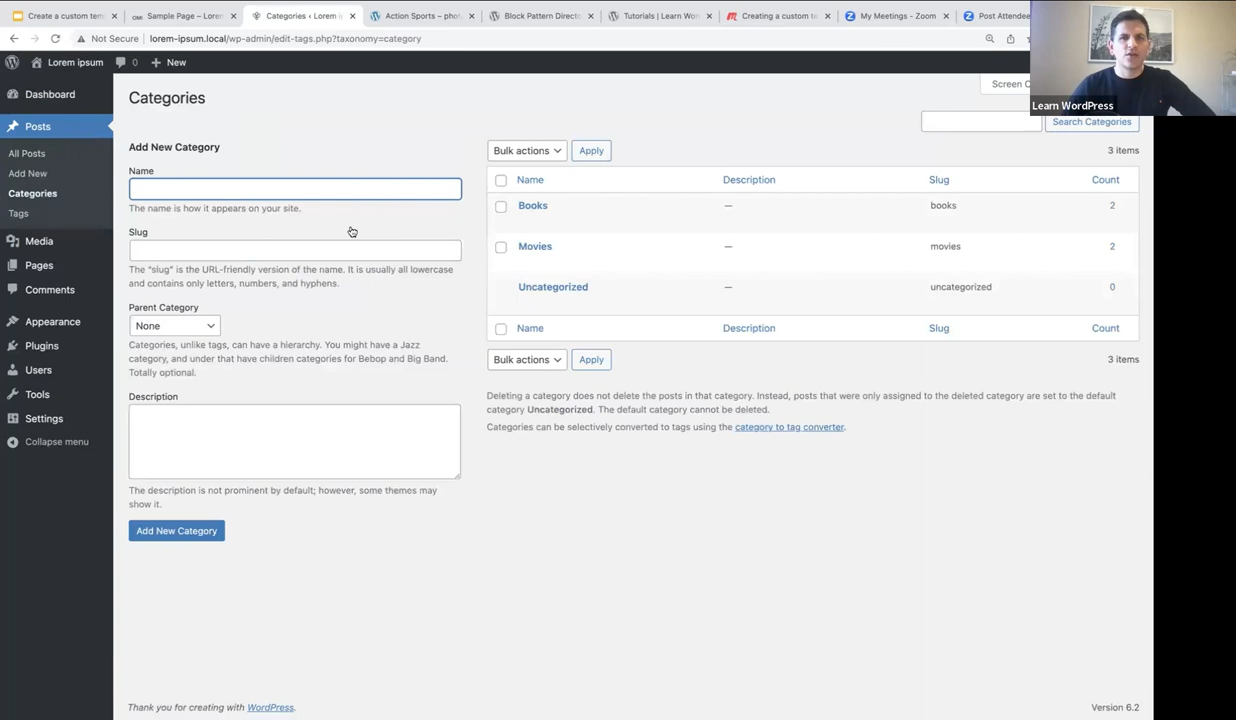 Create a custom tem
Sample Page – Loren
Categories ‹ Lorem i
Action Sports – phot
Block Pattern Direct
Tutorials | Learn Wor
Creating a custom te
My Meetings - Zoom
Post Attendee
Not Secure
lorem-ipsum.local/wp-admin/edit-tags.php?taxonomy=category
Lorem ipsum
0
New
Learn WordPress
Dashboard
Posts
All Posts
Add New
Categories
Tags
Media
Pages
Comments
Appearance
Plugins
Users
Tools
Settings
Collapse menu
Categories
Screen O
Search Categories
Add New Category
Name
The name is how it appears on your site.
Slug
The “slug” is the URL-friendly version of the name. It is usually all lowercase
and contains only letters, numbers, and hyphens.
Parent Category
None
Categories, unlike tags, can have a hierarchy. You might have a Jazz
category, and under that have children categories for Bebop and Big Band.
Totally optional.
Description
The description is not prominent by default; however, some themes may
show it.
Add New Category
Bulk actions Apply 3 items
Name Description Slug Count
Books — books 2
Movies — movies 2
Uncategorized — uncategorized 0
Name Description Slug Count
Bulk actions Apply 3 items
Deleting a category does not delete the posts in that category. Instead, posts that were only assigned to the deleted category are set to the default
category Uncategorized. The default category cannot be deleted.
Categories can be selectively converted to tags using the category to tag converter.
Thank you for creating with WordPress.
Version 6.2